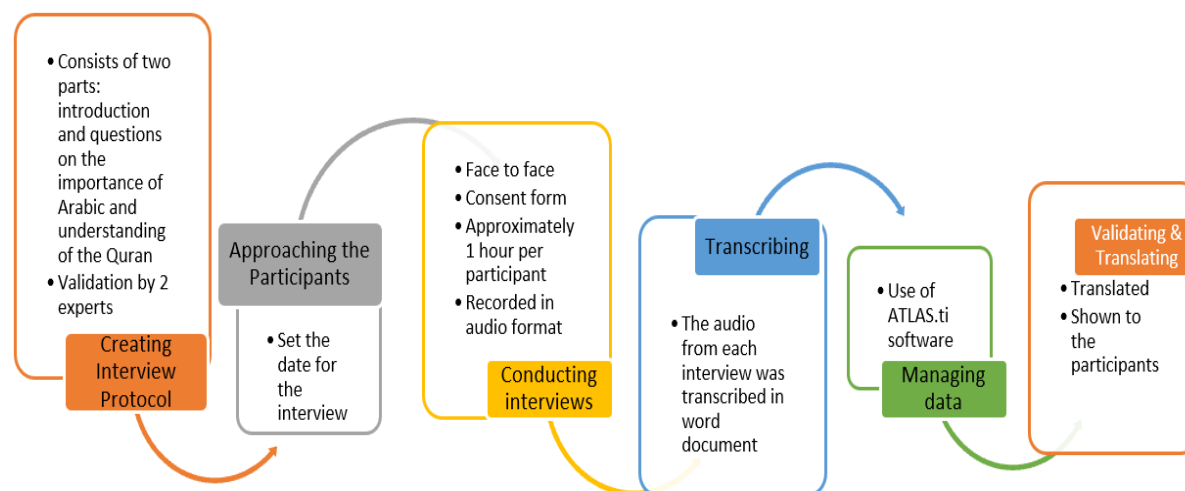 • Consists of two
parts:
introduction
and questions
on the
importance of
Arabic and
understanding
of the Quran
• Validation by 2
experts
Creating
Interview
Protocol
Approaching the
Participants
• Set the
date for
the
interview
• Face to face
• Consent form
• Approximately
1 hour per
participant
• Recorded in
audio format
Conducting
interviews
Transcribing
• The audio
from each
interview was
transcribed in
word
document
• Use of
ATLAS.ti
software
Managing
data
Validating &
Translating
• Translated
• Shown to
the
participants